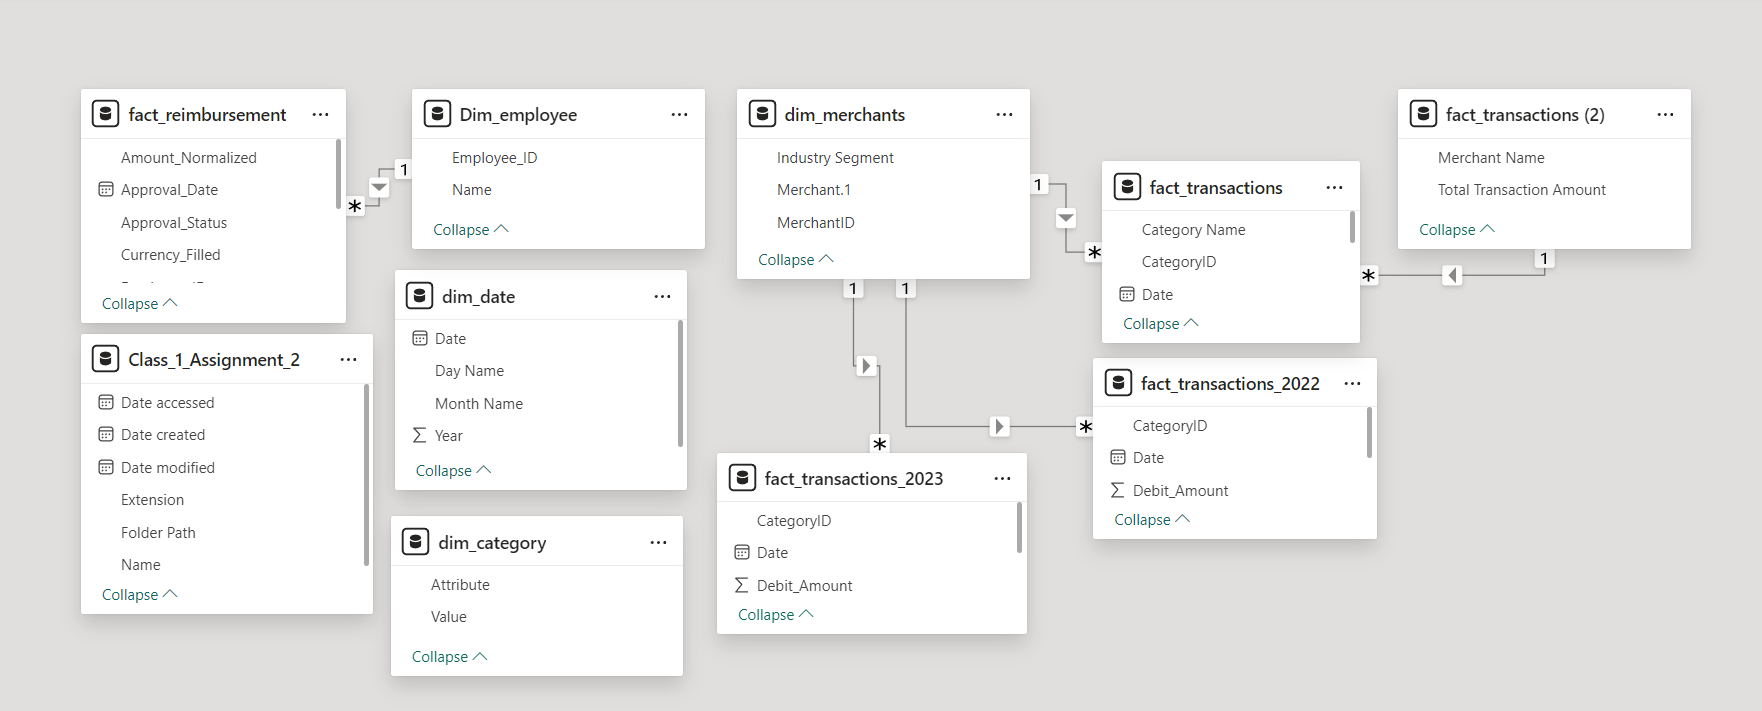 fact_reimbursement ...
Amount_Normalized
Approval_Date
Approval_Status
Currency_Filled
Collapse
Dim_employee ...
Employee_ID
Name
Collapse
dim_merchants ...
Industry Segment
Merchant.1
MerchantID
Collapse
fact_transactions ...
Category Name
CategoryID
Date
Collapse
fact_transactions (2) ...
Merchant Name
Total Transaction Amount
Collapse
1
*
1
*
1
*
1
1
*
*
Class_1_Assignment_2 ...
Date accessed
Date created
Date modified
Extension
Folder Path
Name
Collapse
dim_date ...
Date
Day Name
Month Name
Σ Year
Collapse
dim_category ...
Attribute
Value
Collapse
fact_transactions_2023 ...
CategoryID
Date
Σ Debit_Amount
Collapse
fact_transactions_2022 ...
CategoryID
Date
Σ Debit_Amount
Collapse